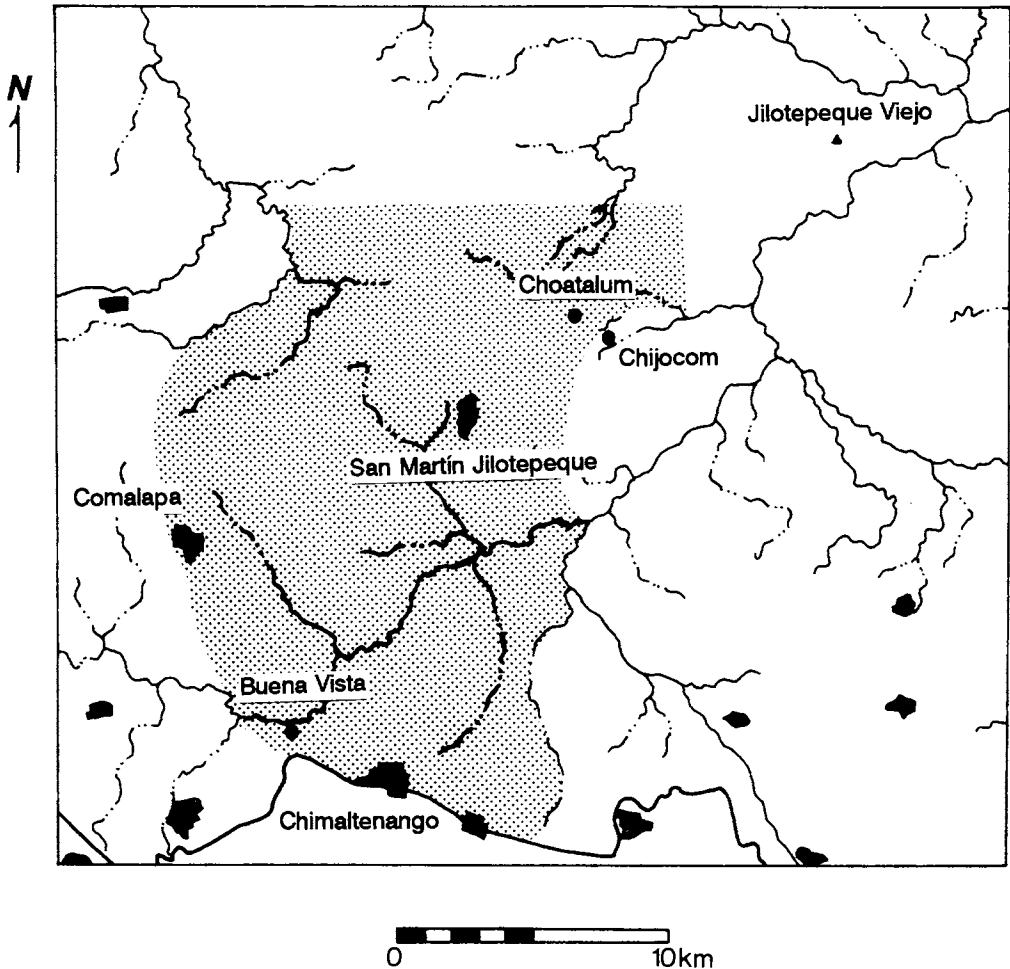 N
Jilotepeque Viejo
Choatalum
Chijocom
San Martín Jilotepeque
Comalapa
Buena Vista
Chimaltenango
0 10km